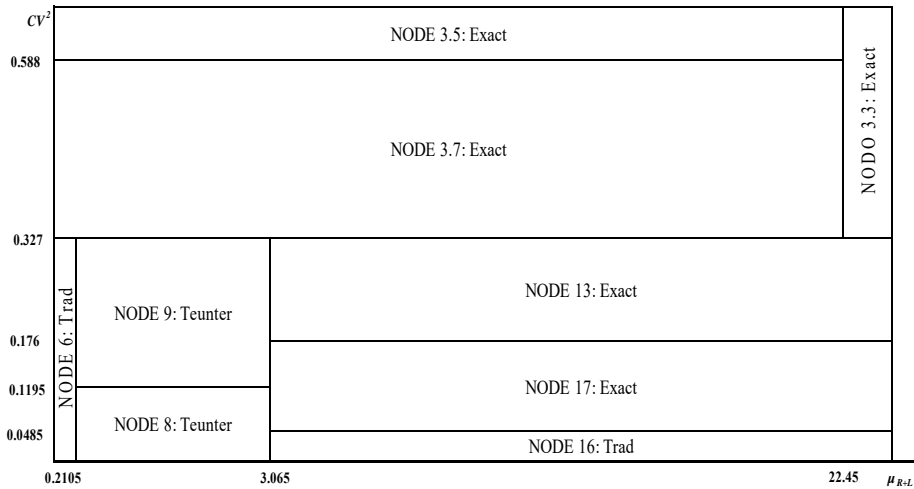 CV²
NODE 3.5: Exact
0.588
NODE 3.7: Exact
NODO 3.3: Exact
0.327
NODE 6: Trad
NODE 9: Teunter
NODE 13: Exact
0.176
NODE 17: Exact
0.1195
NODE 8: Teunter
0.0485
NODE 16: Trad
0.2105
3.065
22.45
μ R+L